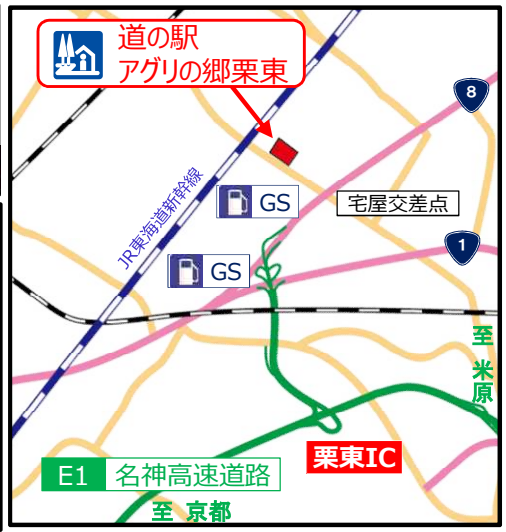 道の駅
アグリの郷栗東
8
JR東海道新幹線
GS
宅屋交差点
1
GS
至 米原
栗東IC
E1 名神高速道路
至 京都